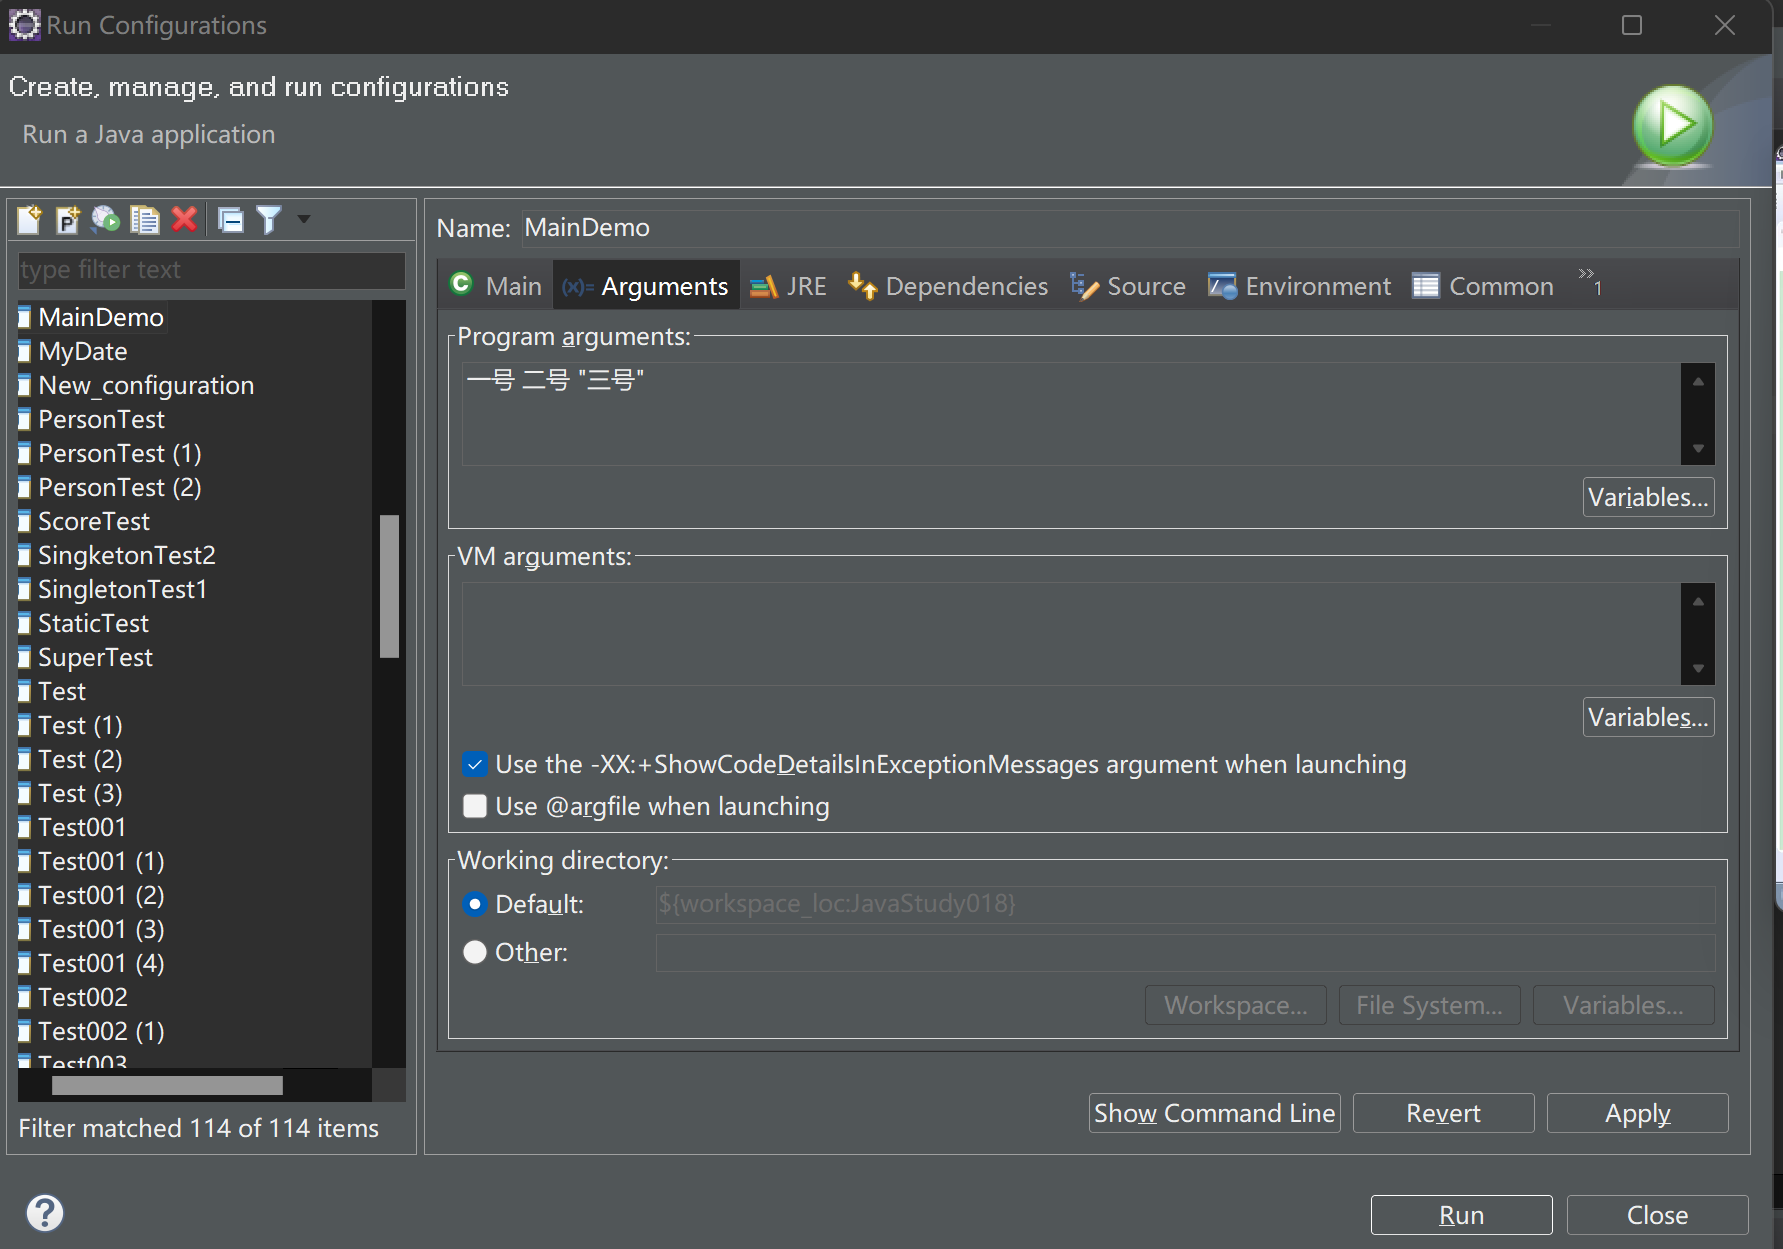 Run Configurations
Create, manage, and run configurations
Run a Java application
type filter text
MainDemo
MyDate
New_configuration
PersonTest
PersonTest (1)
PersonTest (2)
ScoreTest
SingketonTest2
SingletonTest1
StaticTest
SuperTest
Test
Test (1)
Test (2)
Test (3)
Test001
Test001 (1)
Test001 (2)
Test001 (3)
Test001 (4)
Test002
Test002 (1)
Test003
Filter matched 114 of 114 items
Name: MainDemo
Main (x)= Arguments JRE Dependencies Source Environment Common »1
Program arguments:
一号 二号 "三号"
Variables...
VM arguments:
Variables...
Use the -XX:+ShowCodeDetailsInExceptionMessages argument when launching
Use @argfile when launching
Working directory:
Default: ${workspace_loc:JavaStudy018}
Other:
Workspace... File System... Variables...
Show Command Line Revert Apply
Run Close